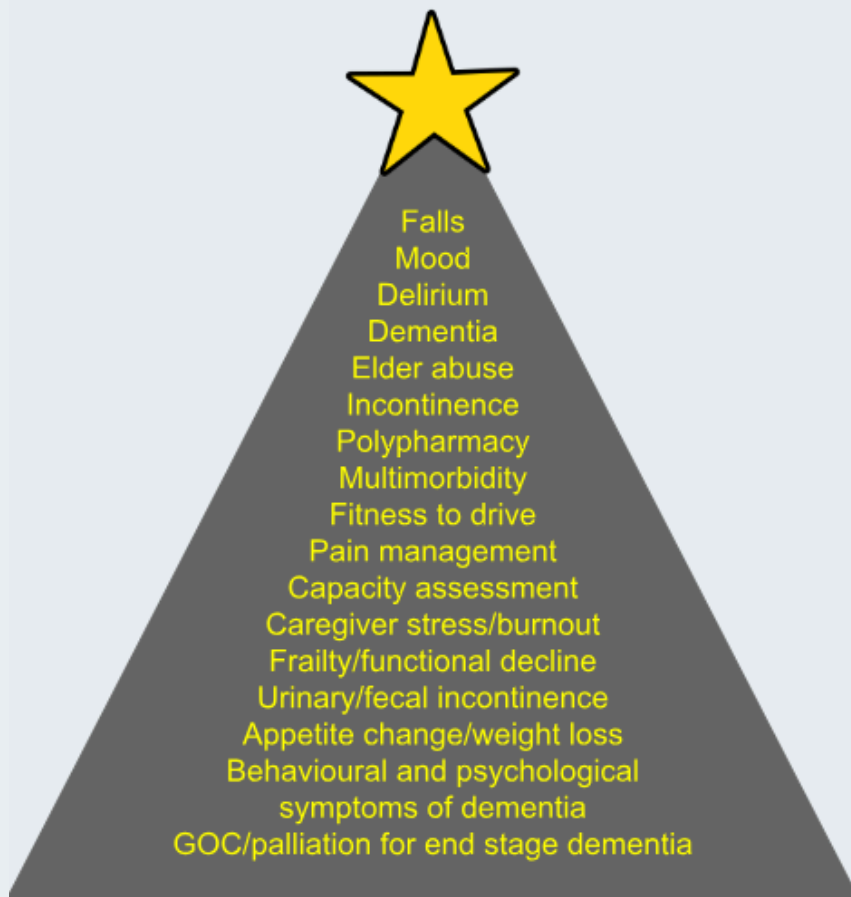 Falls
Mood
Delirium
Dementia
Elder abuse
Incontinence
Polypharmacy
Multimorbidity
Fitness to drive
Pain management
Capacity assessment
Caregiver stress/burnout
Frailty/functional decline
Urinary/fecal incontinence
Appetite change/weight loss
Behavioural and psychological
symptoms of dementia
GOC/palliation for end stage dementia